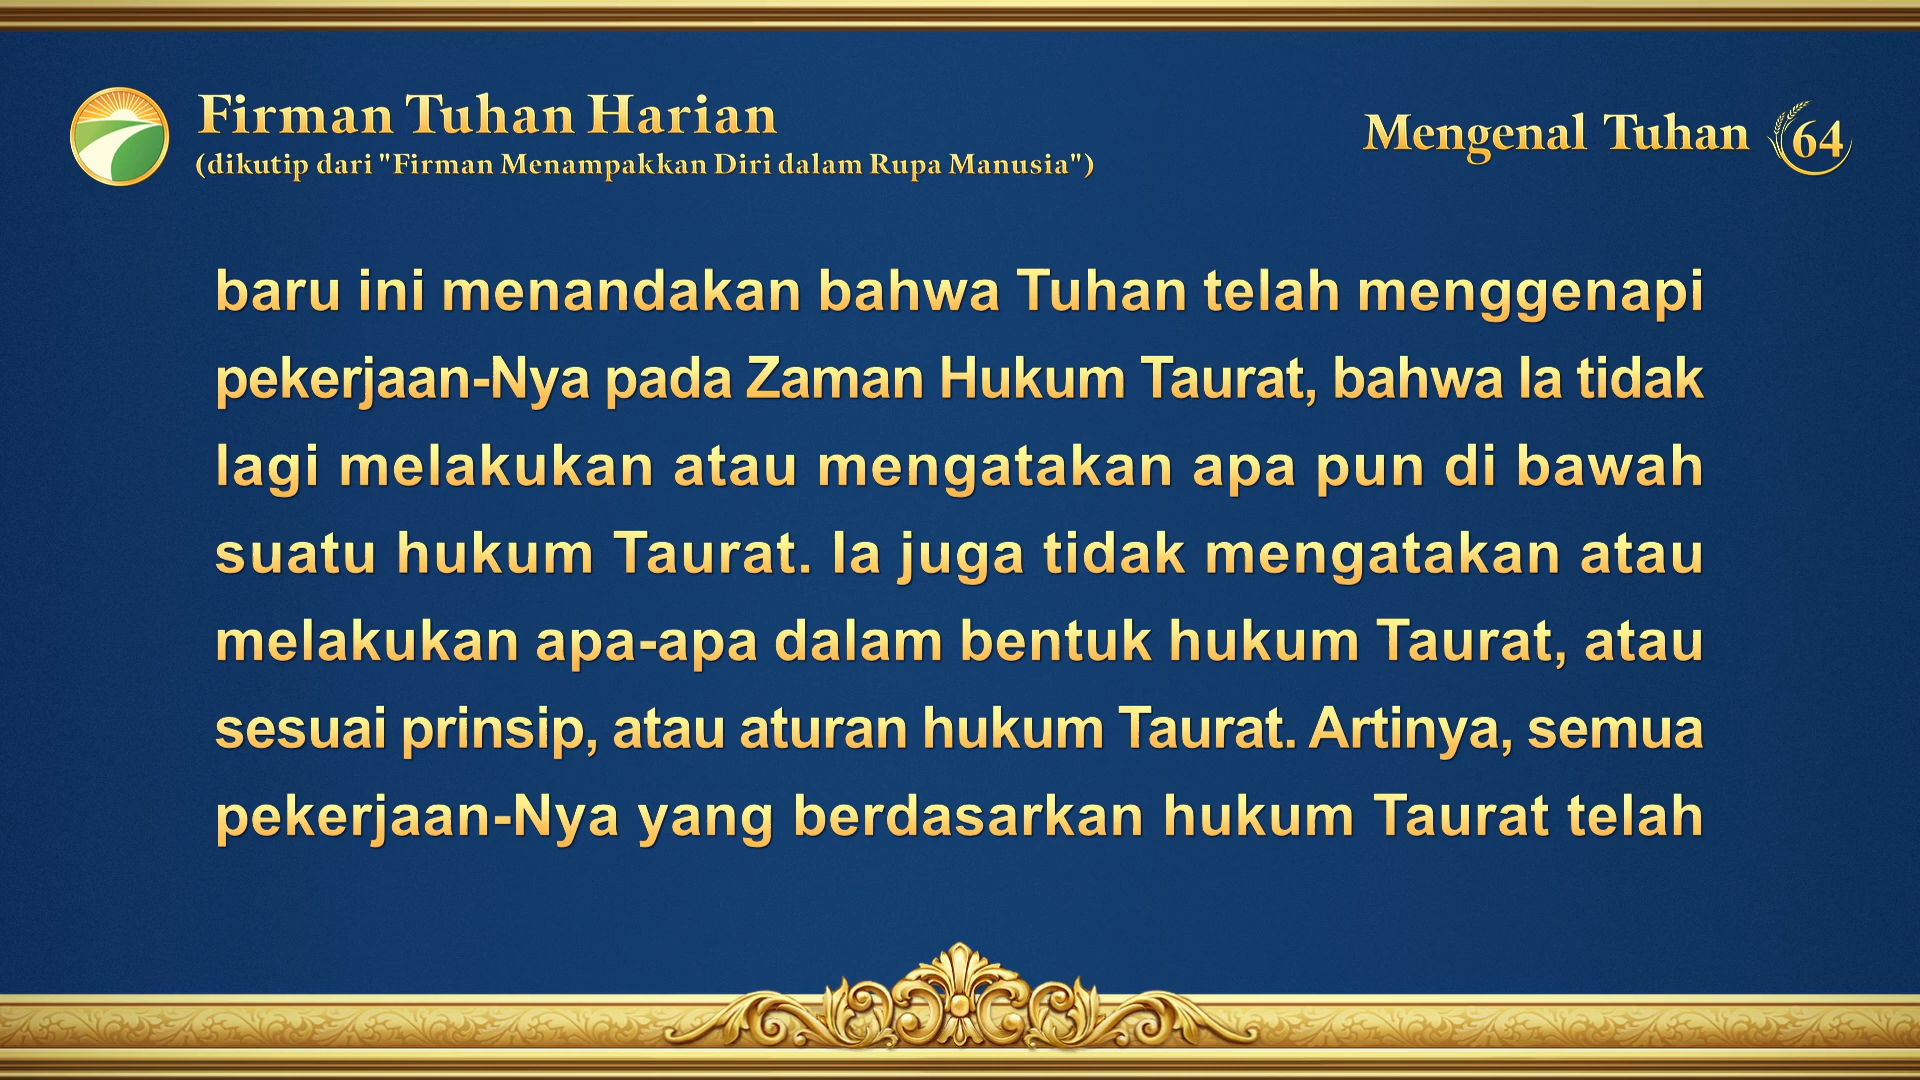 Firman Tuhan Harian
(dikutip dari "Firman Menampakkan Diri dalam Rupa Manusia")
Mengenal Tuhan 64
baru ini menandakan bahwa Tuhan telah menggenapi
pekerjaan-Nya pada Zaman Hukum Taurat, bahwa Ia tidak
lagi melakukan atau mengatakan apa pun di bawah
suatu hukum Taurat. Ia juga tidak mengatakan atau
melakukan apa-apa dalam bentuk hukum Taurat, atau
sesuai prinsip, atau aturan hukum Taurat. Artinya, semua
pekerjaan-Nya yang berdasarkan hukum Taurat telah